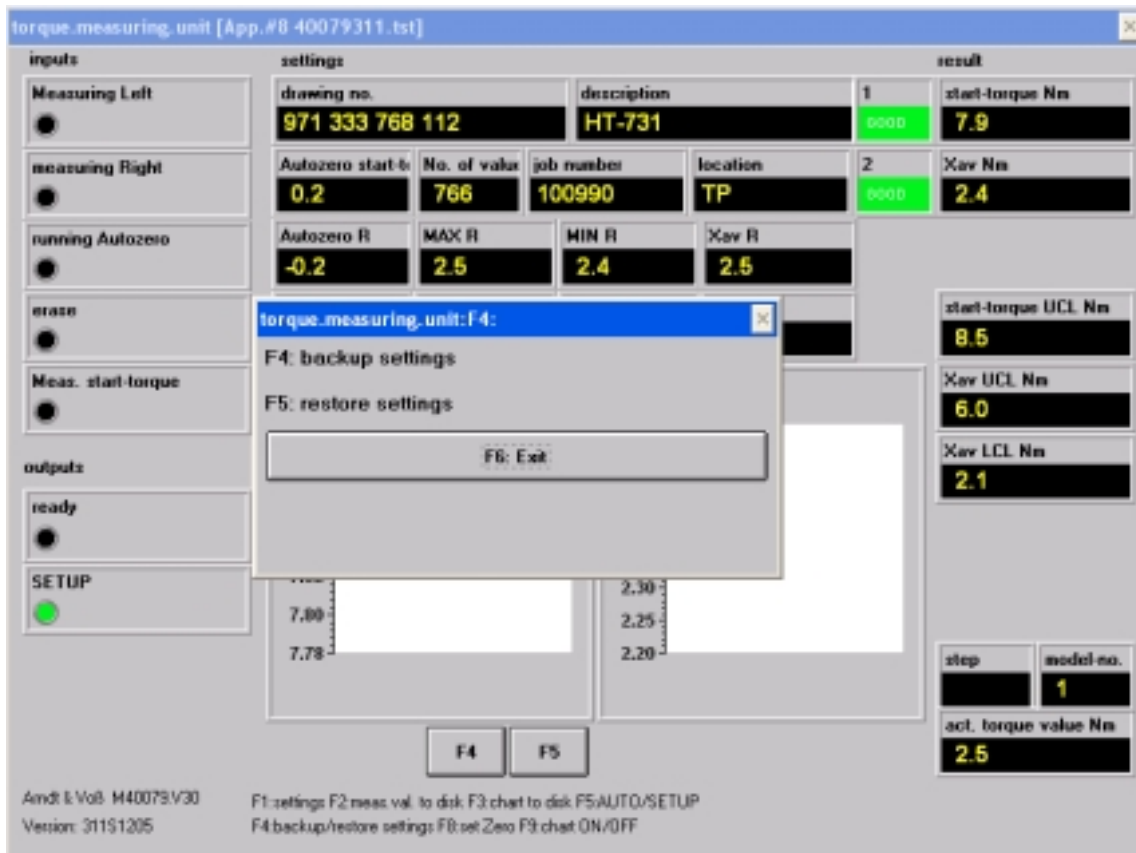 torque.measuring.unit [App.#8 40079311.tst]
inputs
settings
result
Measuring Left
drawing no.
description
1
start-torque Nm
971 333 768 112
HT-731
GOOD
7.9
measuring Right
Autozero start-to
No. of value
job number
location
2
Xav Nm
0.2
766
100990
TP
GOOD
2.4
running Autozero
Autozero R
MAX R
MIN R
Xav R
-0.2
2.5
2.4
2.5
erase
torque.measuring.unit:F4:
start-torque UCL Nm
8.5
F4: backup settings
Meas. start-torque
Xav UCL Nm
F5: restore settings
6.0
F6: Exit
Xav LCL Nm
outputs
2.1
ready
SETUP
2.30
7.80
2.25
7.78
2.20
step
model-no.
1
act. torque value Nm
F4
F5
2.5
Arndt & Voß M40079.V30
F1:settings F2:meas.val. to disk F3:chart to disk F5:AUTO/SETUP
Version: 311S1205
F4:backup/restore settings F8:set Zero F9:chart ON/OFF